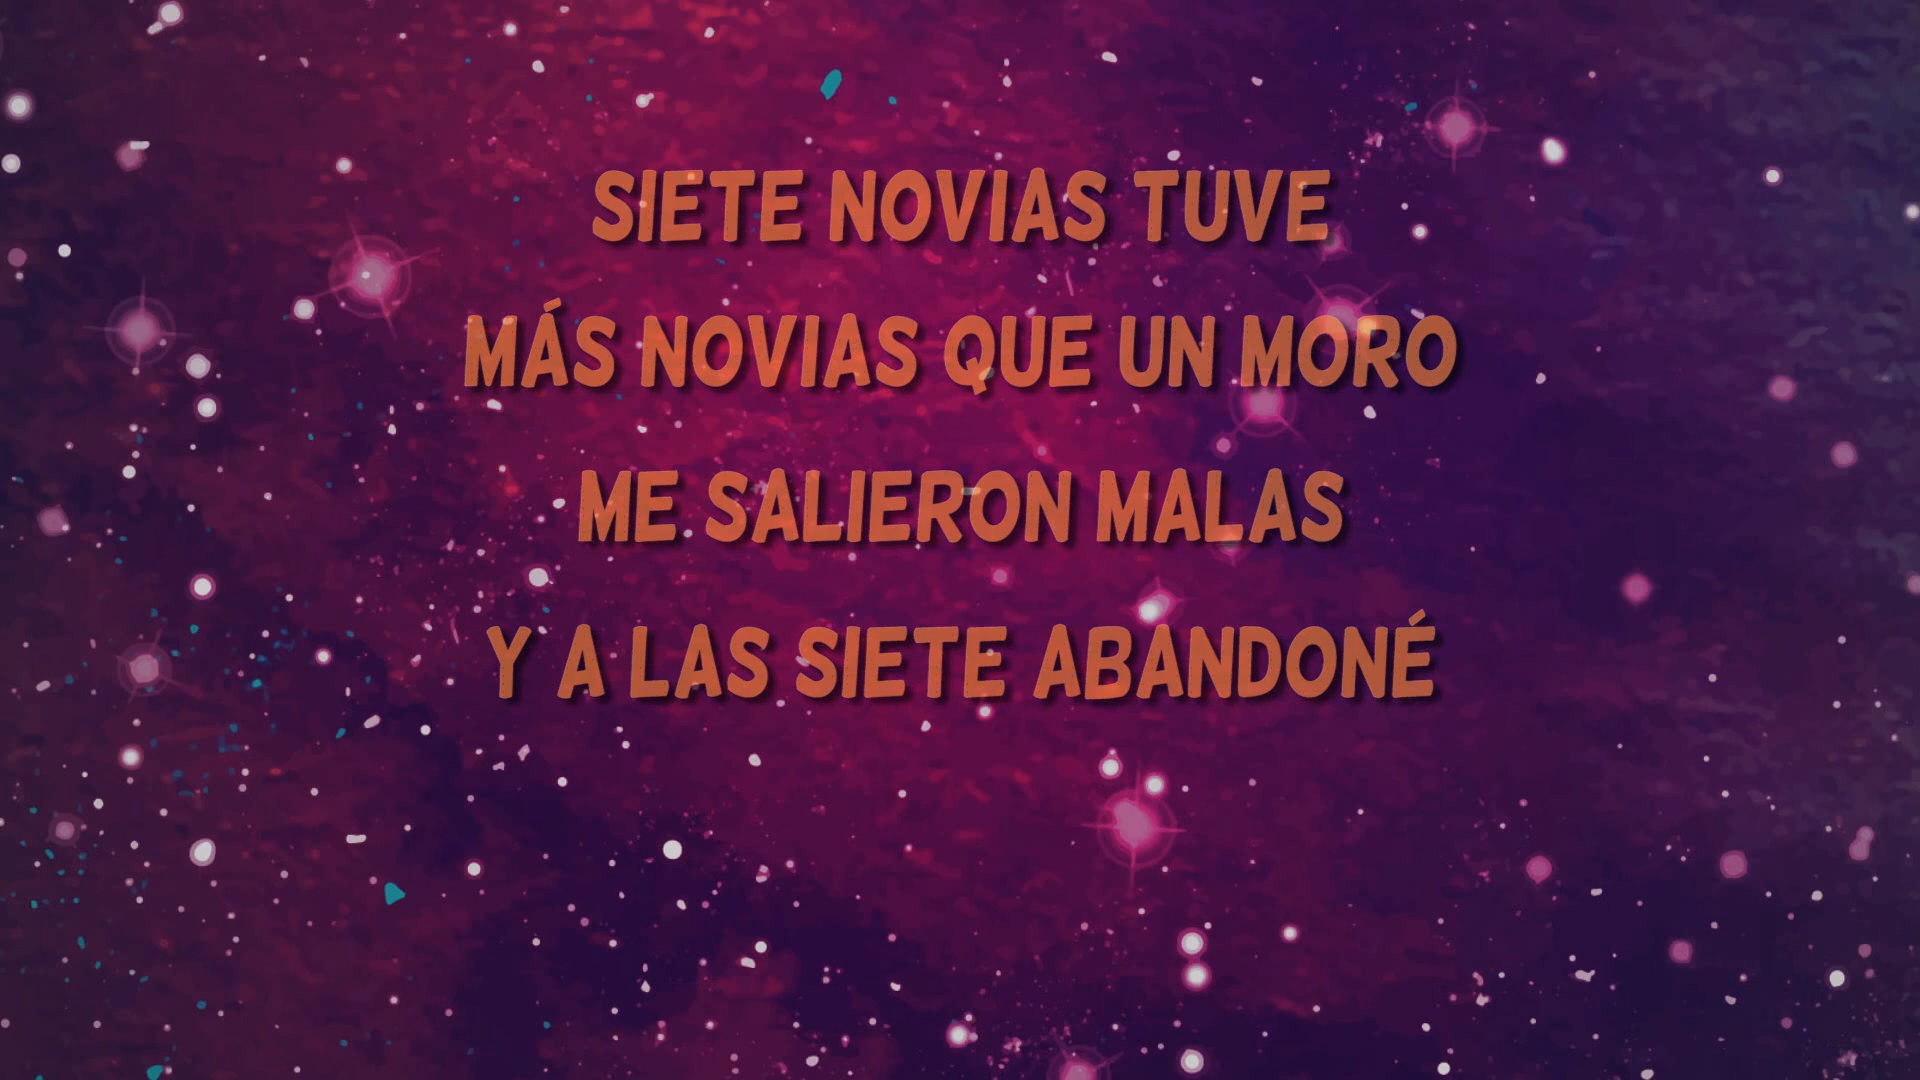 SIETE NOVIAS TUVE
MÁS NOVIAS QUE UN MORO
ME SALIERON MALAS
Y A LAS SIETE ABANDONÉ